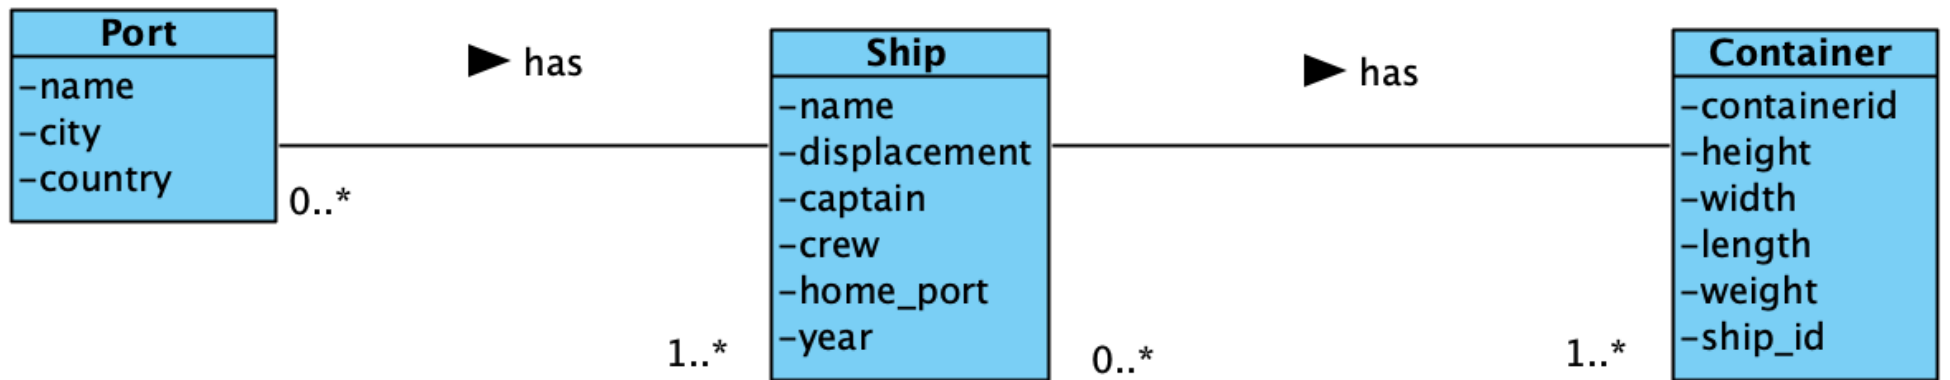 Port
-name
-city
-country
0..*
▶ has
1..*
Ship
-name
-displacement
-captain
-crew
-home_port
-year
0..*
▶ has
1..*
Container
-containerid
-height
-width
-length
-weight
-ship_id